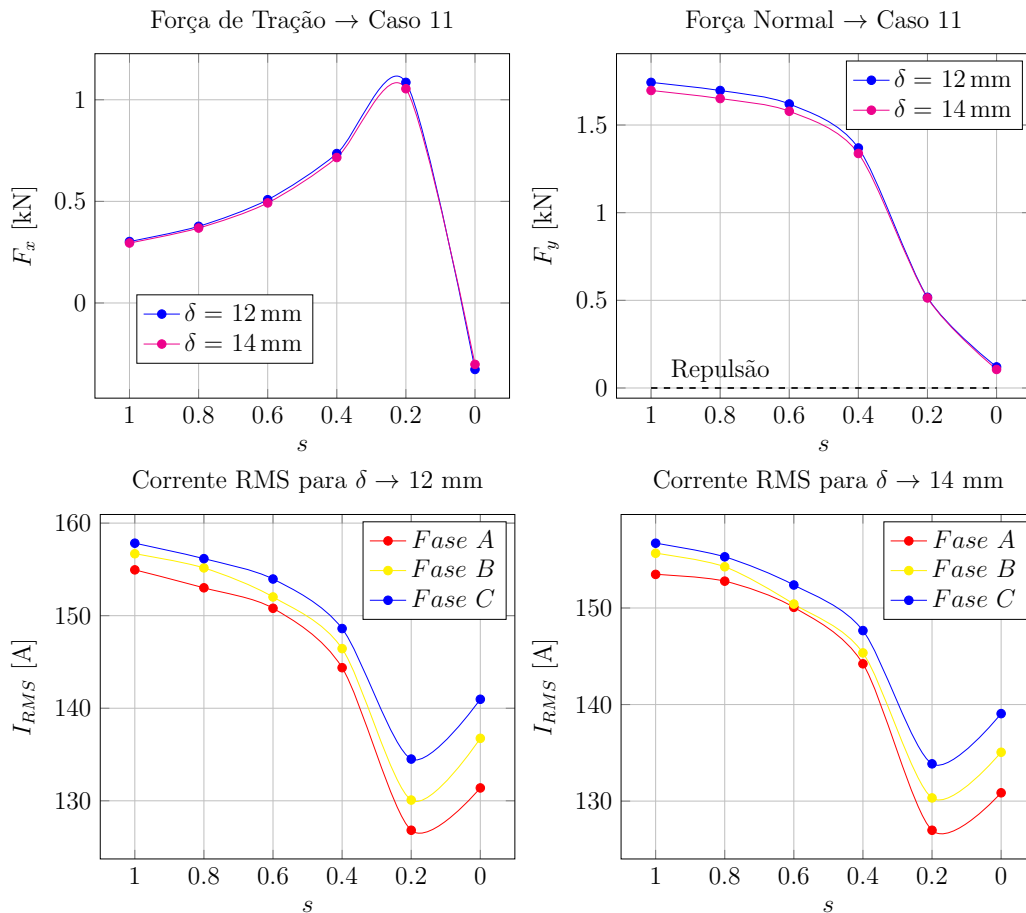 Força de Tração → Caso 11
1
0.5
0
F_x [kN]
δ = 12 mm
δ = 14 mm
1 0.8 0.6 0.4 0.2 0
s
Força Normal → Caso 11
1.5
1
0.5
0
F_y [kN]
δ = 12 mm
δ = 14 mm
Repulsão
1 0.8 0.6 0.4 0.2 0
s
Corrente RMS para δ → 12 mm
160
150
140
130
I_{RMS} [A]
Fase A
Fase B
Fase C
1 0.8 0.6 0.4 0.2 0
s
Corrente RMS para δ → 14 mm
150
140
130
I_{RMS} [A]
Fase A
Fase B
Fase C
1 0.8 0.6 0.4 0.2 0
s